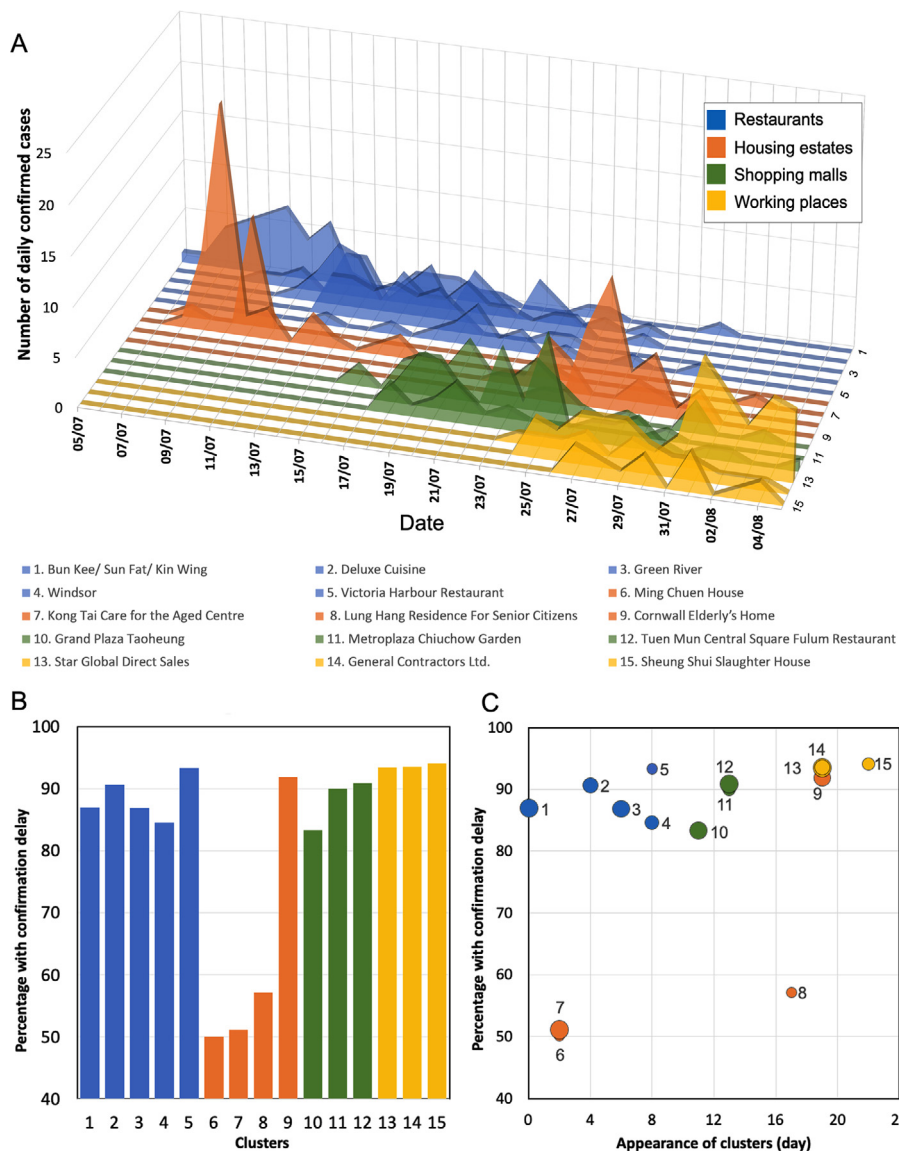 A
Number of daily confirmed cases
25
20
15
10
5
0
Restaurants
Housing estates
Shopping malls
Working places
05/07
07/07
09/07
11/07
13/07
15/07
17/07
19/07
21/07
23/07
25/07
27/07
29/07
31/07
02/08
04/08
1
3
5
7
9
11
13
15
Date
1. Bun Kee/ Sun Fat/ Kin Wing 2. Deluxe Cuisine 3. Green River
4. Windsor 5. Victoria Harbour Restaurant 6. Ming Chuen House
7. Kong Tai Care for the Aged Centre 8. Lung Hang Residence For Senior Citizens 9. Cornwall Elderly's Home
10. Grand Plaza Taoheung 11. Metroplaza Chiuchow Garden 12. Tuen Mun Central Square Fulum Restaurant
13. Star Global Direct Sales 14. General Contractors Ltd. 15. Sheung Shui Slaughter House
B
Percentage with confirmation delay
100
90
80
70
60
50
40
1 2 3 4 5 6 7 8 9 10 11 12 13 14 15
Clusters
C
Percentage with confirmation delay
100
90
80
70
60
50
40
14
12
5
13
15
2
9
11
1
3
4
10
8
7
6
0 4 8 12 16 20 2
Appearance of clusters (day)